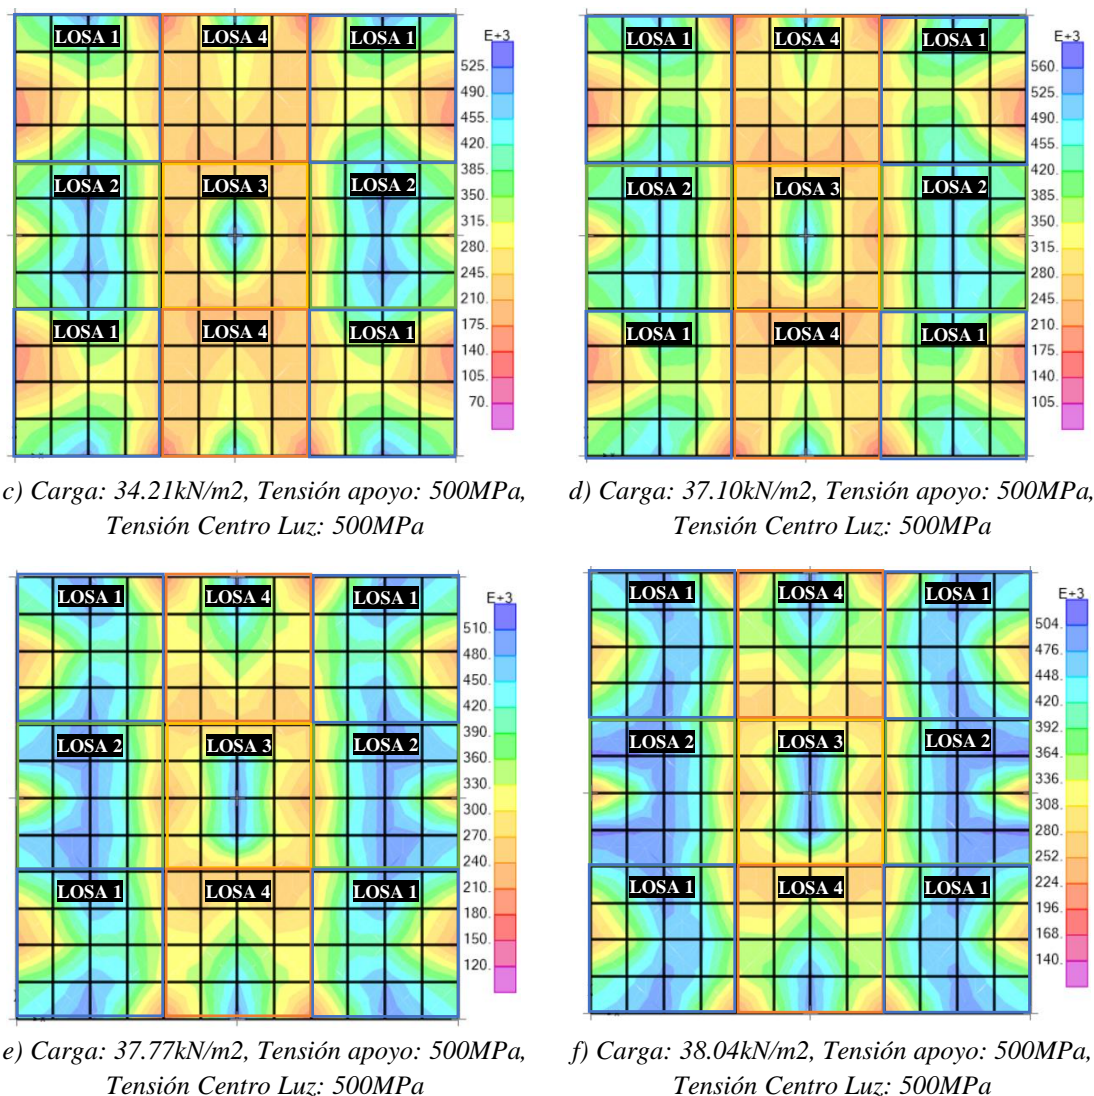 LOSA 1 LOSA 4 LOSA 1
LOSA 2 LOSA 3 LOSA 2
LOSA 1 LOSA 4 LOSA 1
E+3
525.
490.
455.
420.
385.
350.
315.
280.
245.
210.
175.
140.
105.
70.
LOSA 1 LOSA 4 LOSA 1
LOSA 2 LOSA 3 LOSA 2
LOSA 1 LOSA 4 LOSA 1
E+3
560.
525.
490.
455.
420.
385.
350.
315.
280.
245.
210.
175.
140.
105.
c) Carga: 34.21kN/m2, Tensión apoyo: 500MPa,
Tensión Centro Luz: 500MPa
d) Carga: 37.10kN/m2, Tensión apoyo: 500MPa,
Tensión Centro Luz: 500MPa
LOSA 1 LOSA 4 LOSA 1
LOSA 2 LOSA 3 LOSA 2
LOSA 1 LOSA 4 LOSA 1
E+3
510.
480.
450.
420.
390.
360.
330.
300.
270.
240.
210.
180.
150.
120.
LOSA 1 LOSA 4 LOSA 1
LOSA 2 LOSA 3 LOSA 2
LOSA 1 LOSA 4 LOSA 1
E+3
504.
476.
448.
420.
392.
364.
336.
308.
280.
252.
224.
196.
168.
140.
e) Carga: 37.77kN/m2, Tensión apoyo: 500MPa,
Tensión Centro Luz: 500MPa
f) Carga: 38.04kN/m2, Tensión apoyo: 500MPa,
Tensión Centro Luz: 500MPa